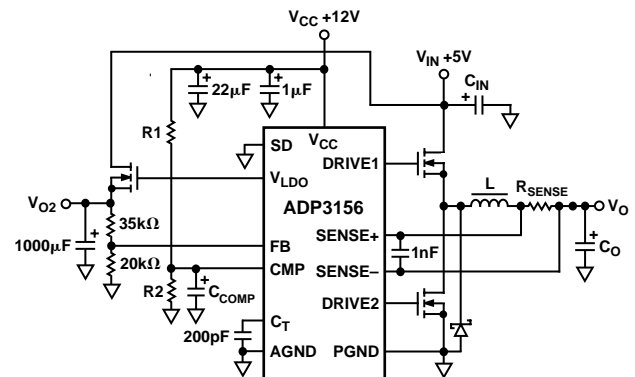 VCC +12V
VIN +5V
CIN
22μF
1μF
R1
VCC
SD
DRIVE1
VLDO
ADP3156
L
RSENSE
VO2
VO
35kΩ
SENSE+
1000μF
FB
1nF
CO
20kΩ
CMP
SENSE–
R2
CCOMP
DRIVE2
CT
200pF
AGND
PGND